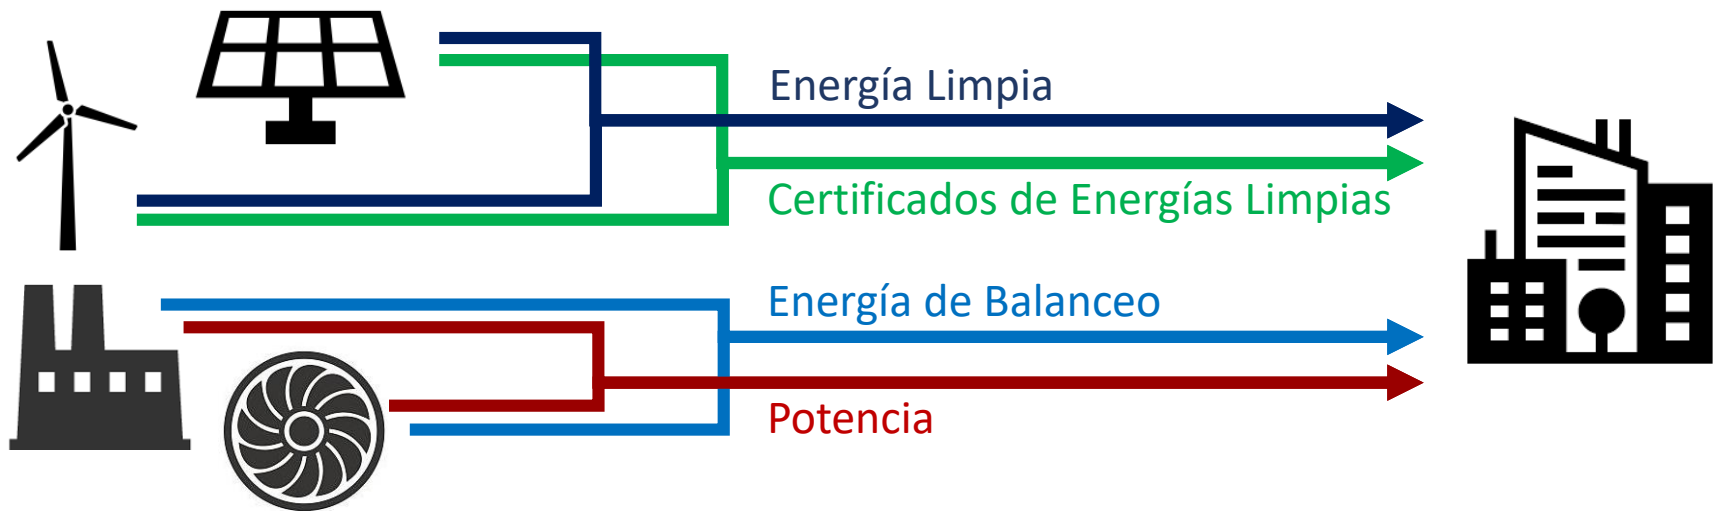 Energía Limpia
Certificados de Energías Limpias
Energía de Balanceo
Potencia